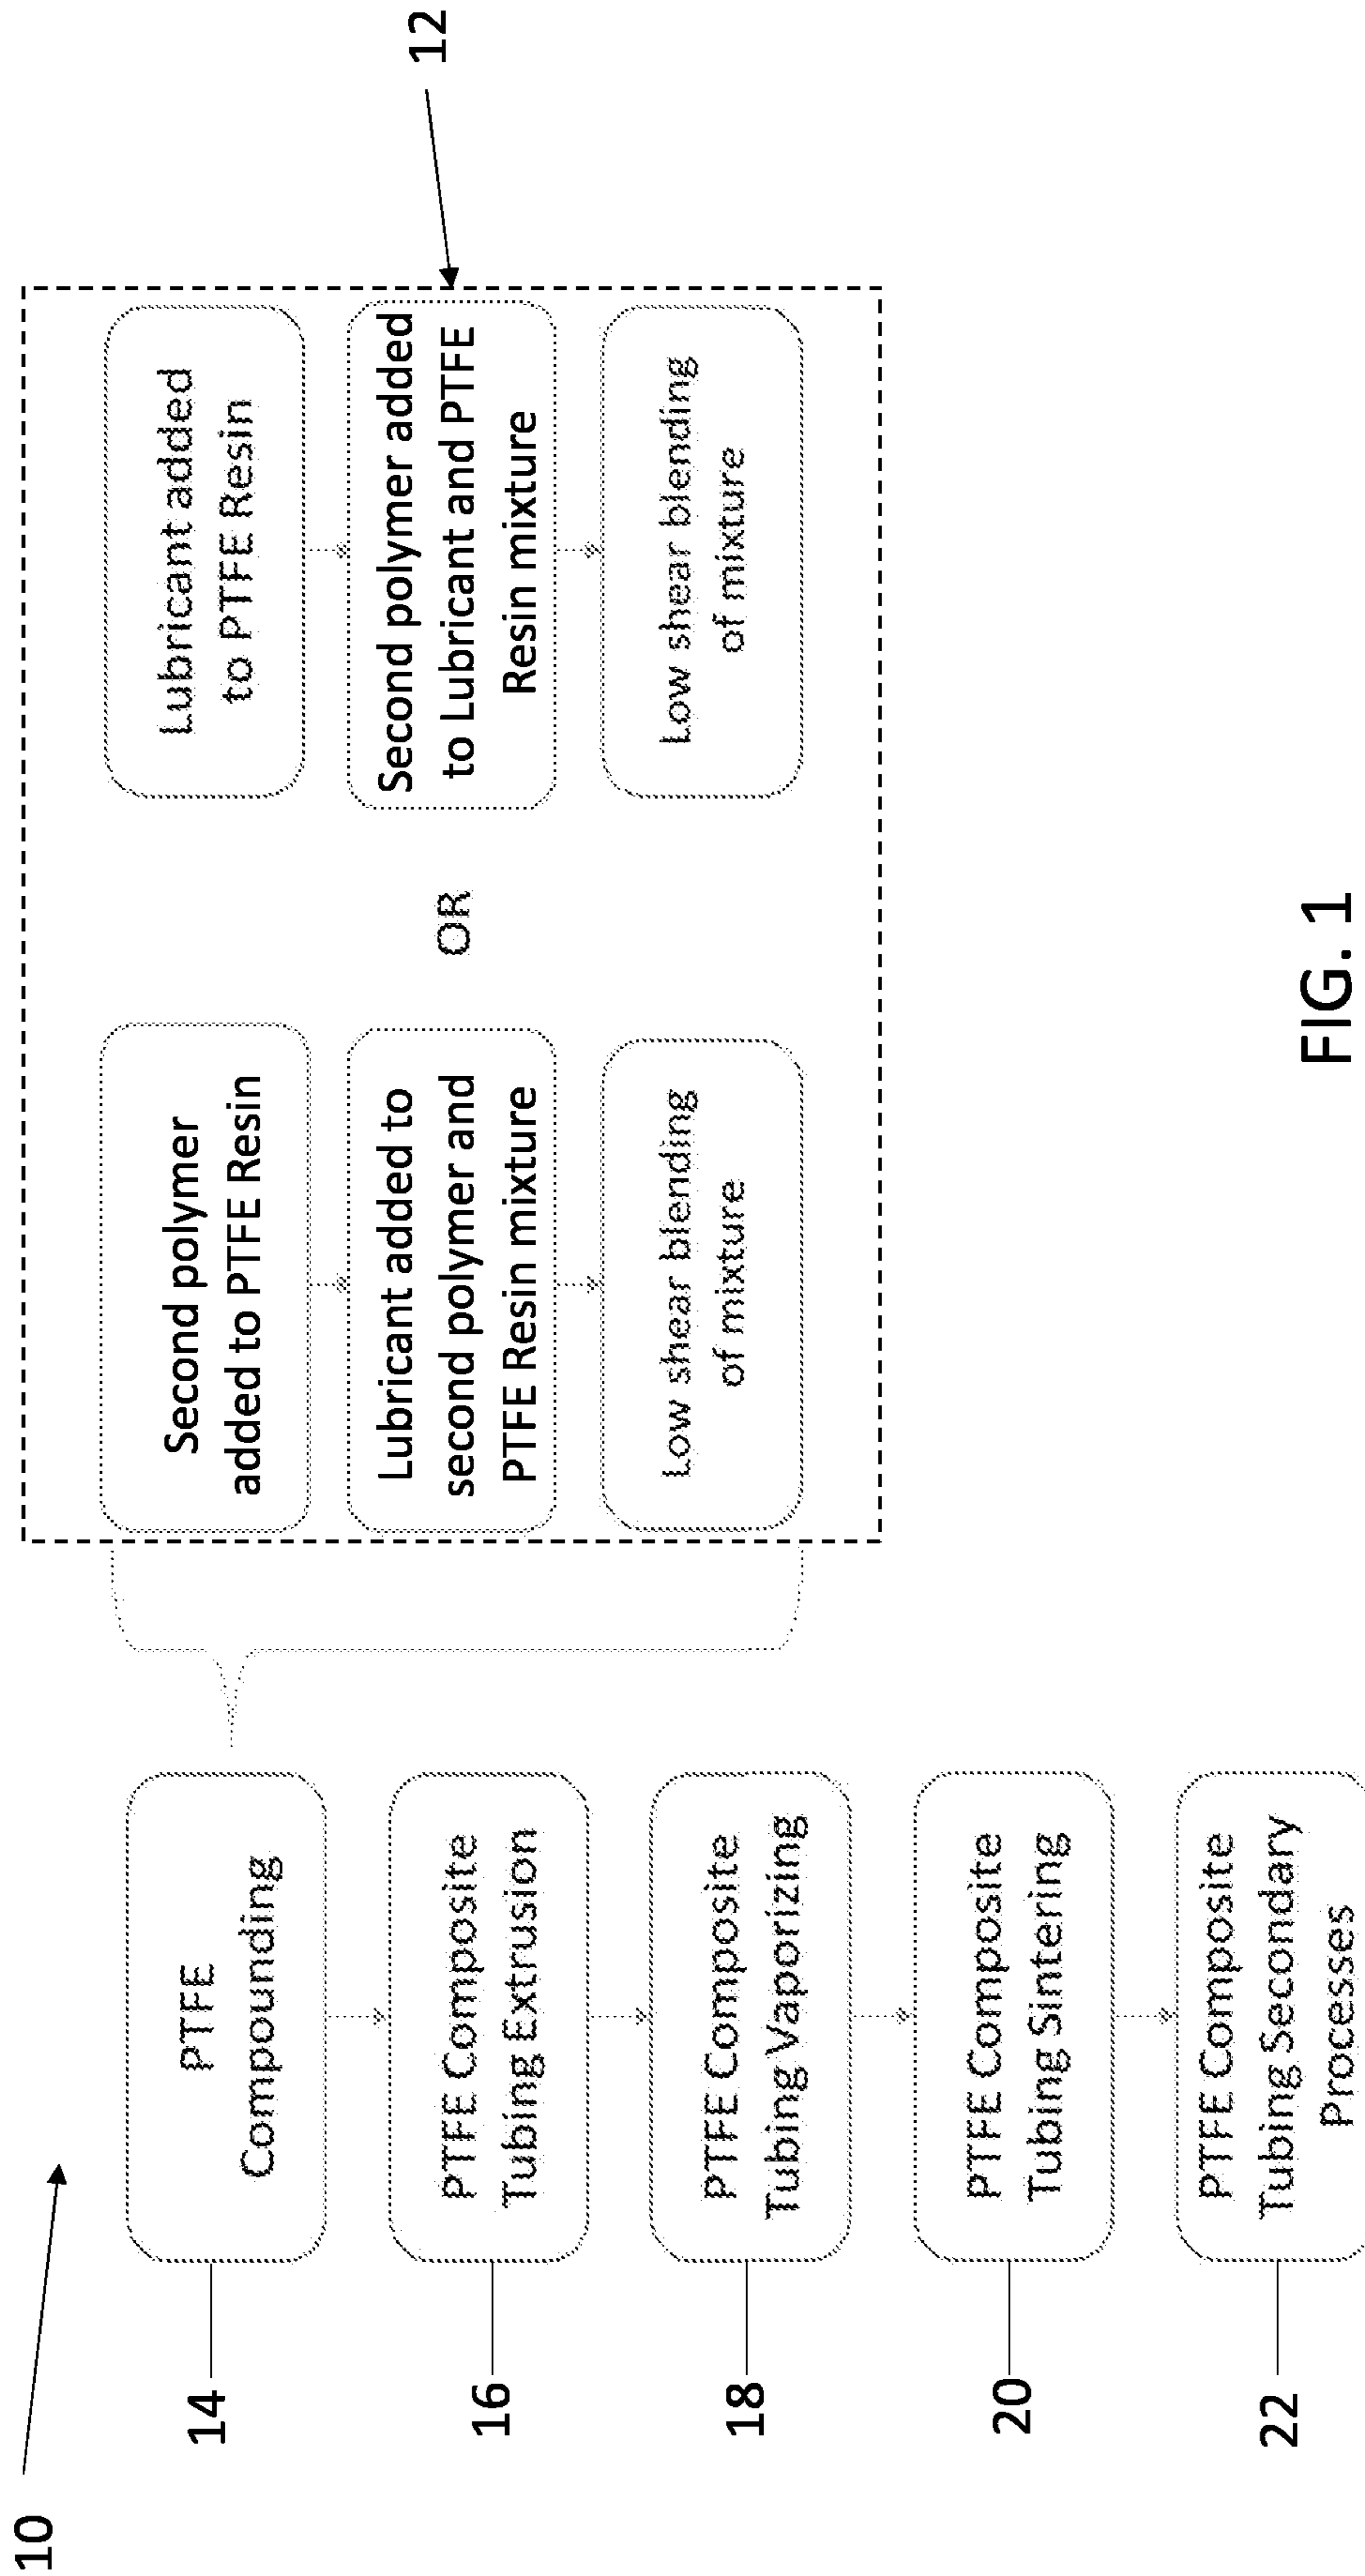 10
14
PTFE
Compounding
16
PTFE Composite
Tubing Extrusion
18
PTFE Composite
Tubing Vaporizing
20
PTFE Composite
Tubing Sintering
22
PTFE Composite
Tubing Secondary
Processes
Second polymer
added to PTFE Resin
Lubricant added to
second polymer and
PTFE Resin mixture
Low shear blending
of mixture
OR
Lubricant added
to PTFE Resin
Second polymer added
to Lubricant and PTFE
Resin mixture
Low shear blending
of mixture
12
FIG. 1